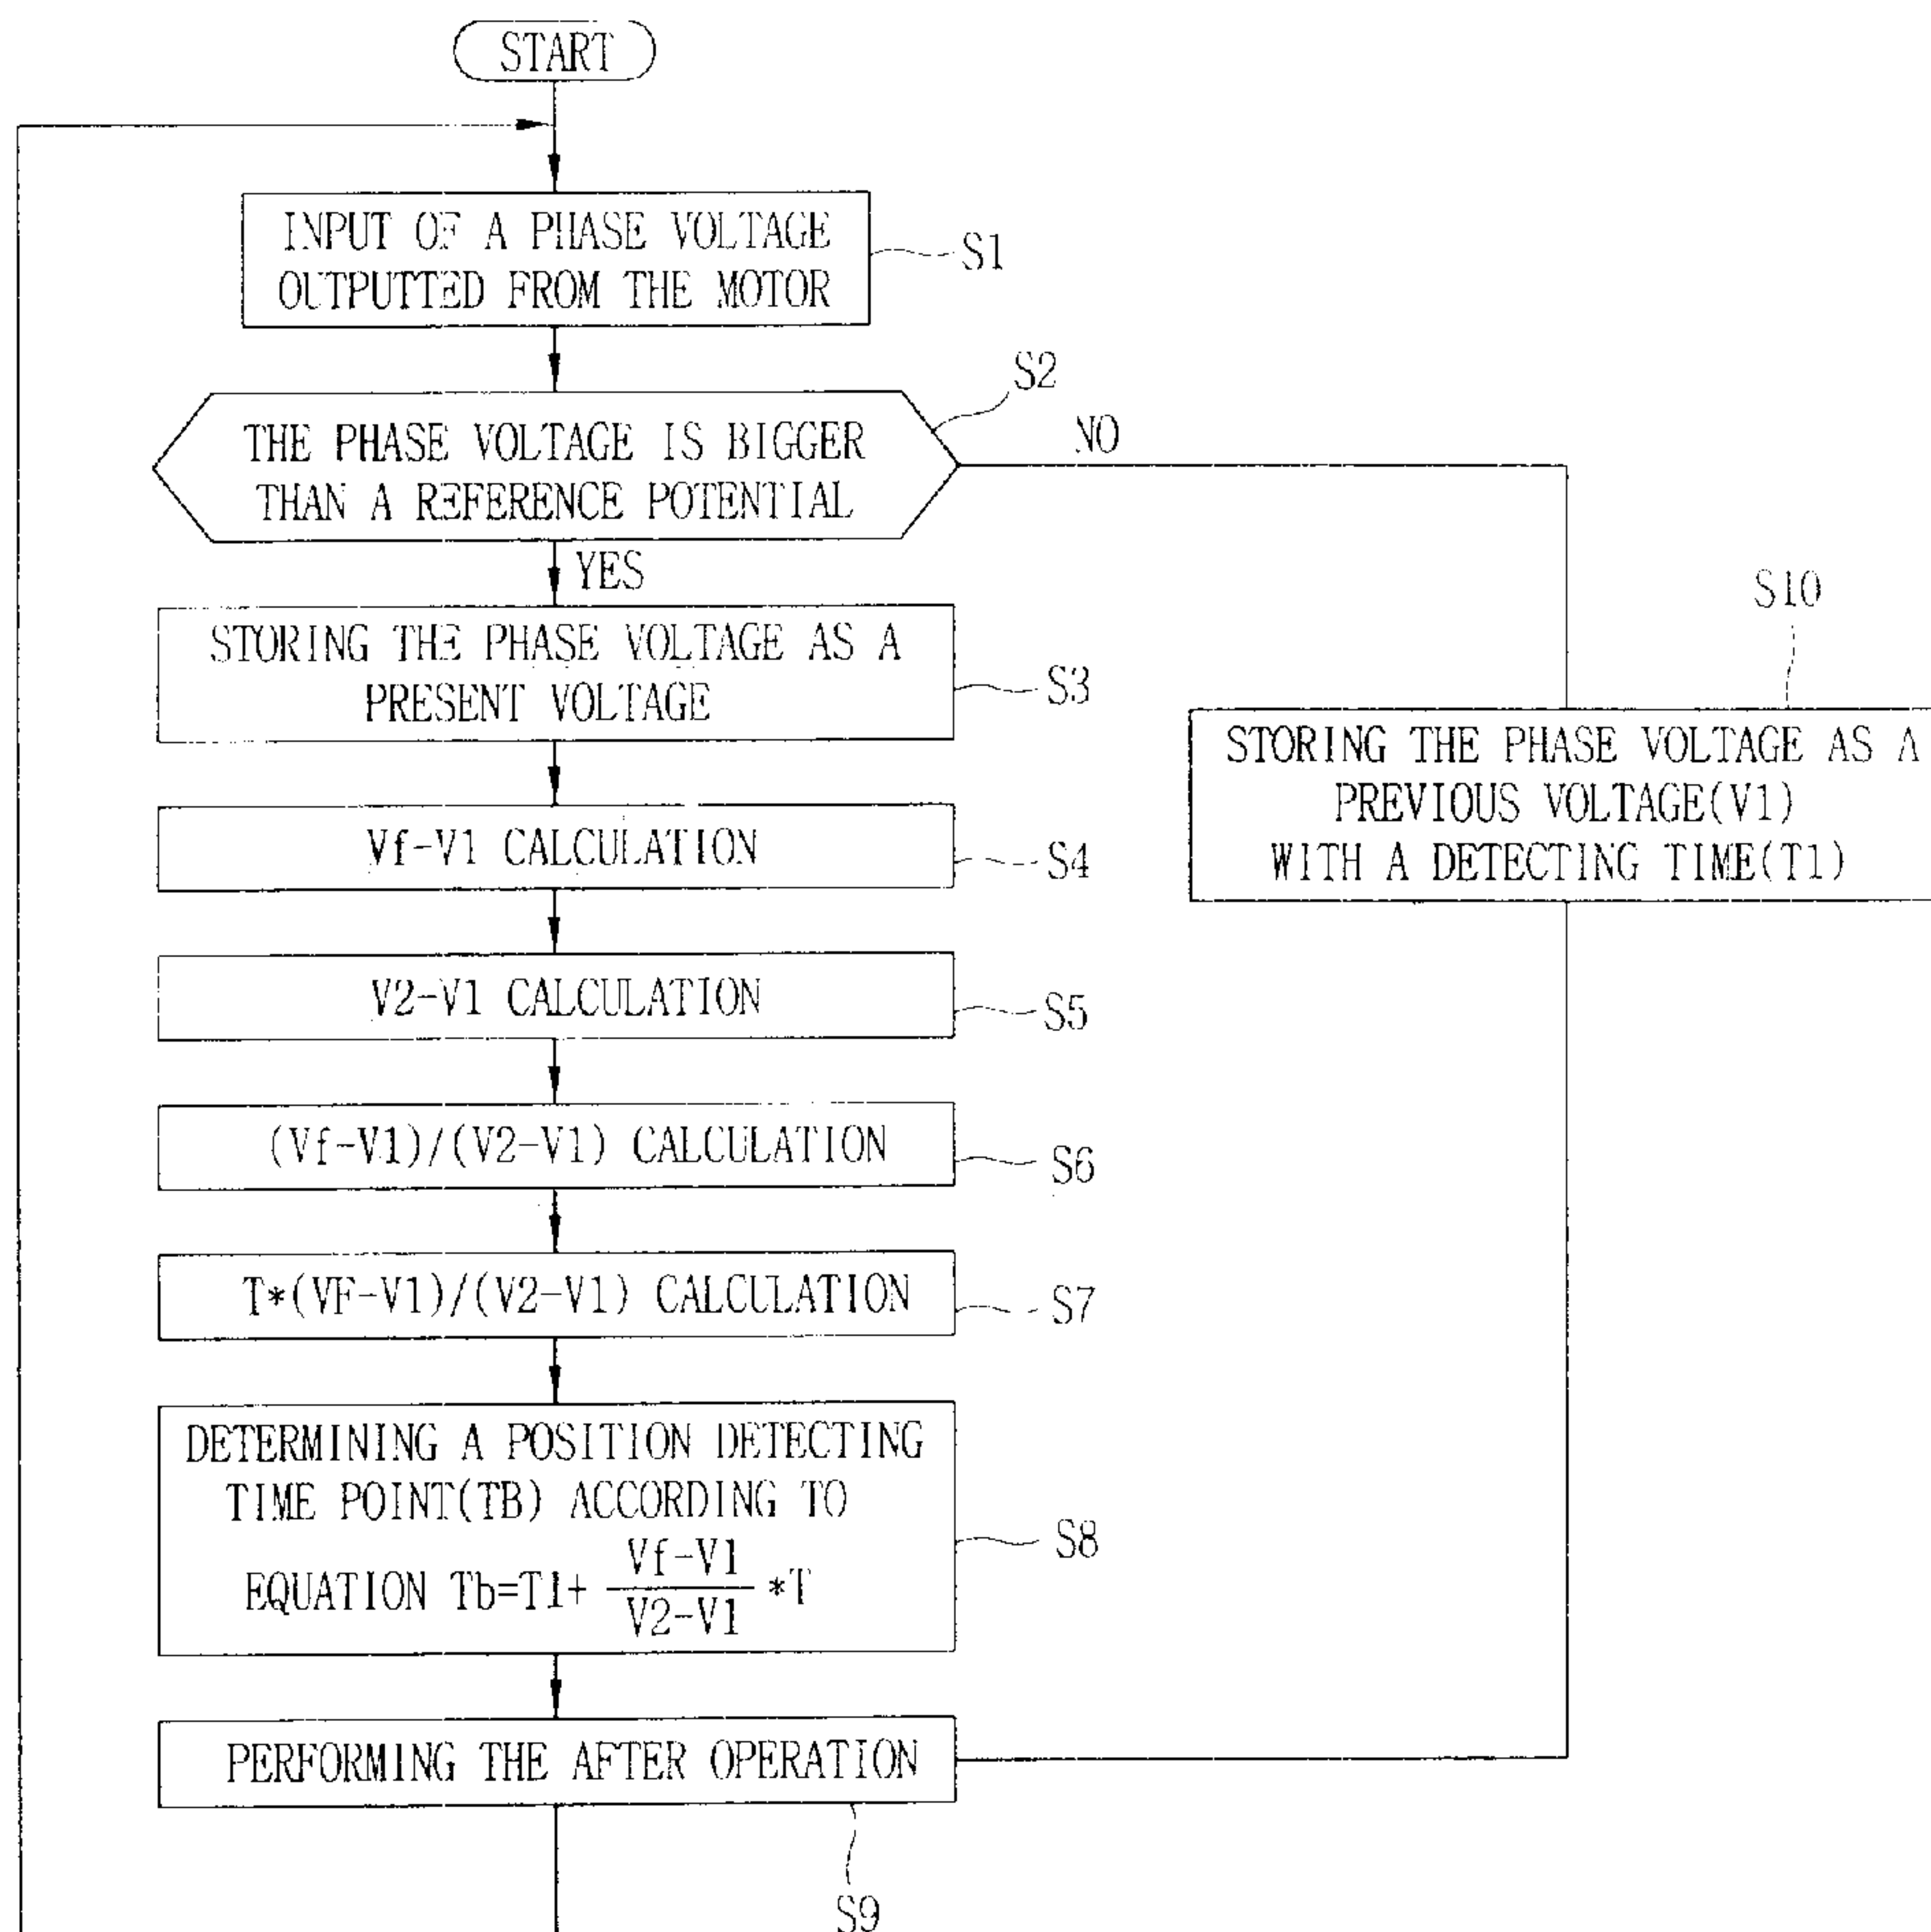 START
INPUT OF A PHASE VOLTAGE
OUTPUTTED FROM THE MOTOR
S1
THE PHASE VOLTAGE IS BIGGER
THAN A REFERENCE POTENTIAL
S2
NO
YES
STORING THE PHASE VOLTAGE AS A
PRESENT VOLTAGE
S3
S10
STORING THE PHASE VOLTAGE AS A
PREVIOUS VOLTAGE(V1)
WITH A DETECTING TIME(T1)
Vf-V1 CALCULATION
S4
V2-V1 CALCULATION
S5
(Vf-V1)/(V2-V1) CALCULATION
S6
T*(VF-V1)/(V2-V1) CALCULATION
S7
DETERMINING A POSITION DETECTING
TIME POINT(TB) ACCORDING TO
EQUATION Tb=T1+ Vf-V1 / V2-V1 *T
S8
PERFORMING THE AFTER OPERATION
S9